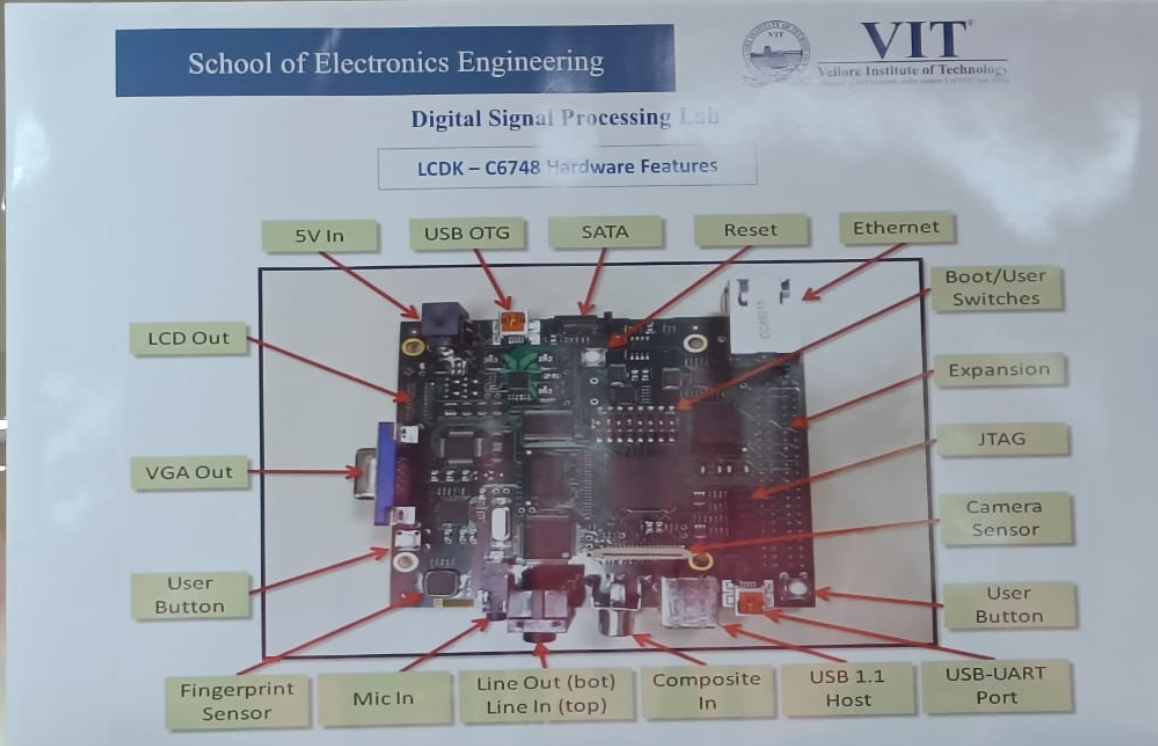 School of Electronics Engineering
VIT
VIT
Vellore Institute of Technology
Digital Signal Processing Lab
LCDK – C6748 Hardware Features
5V In
USB OTG
SATA
Reset
Ethernet
Boot/User
Switches
LCD Out
Expansion
JTAG
VGA Out
Camera
Sensor
User
Button
User
Button
Fingerprint
Sensor
Mic In
Line Out (bot)
Line In (top)
Composite
In
USB 1.1
Host
USB-UART
Port